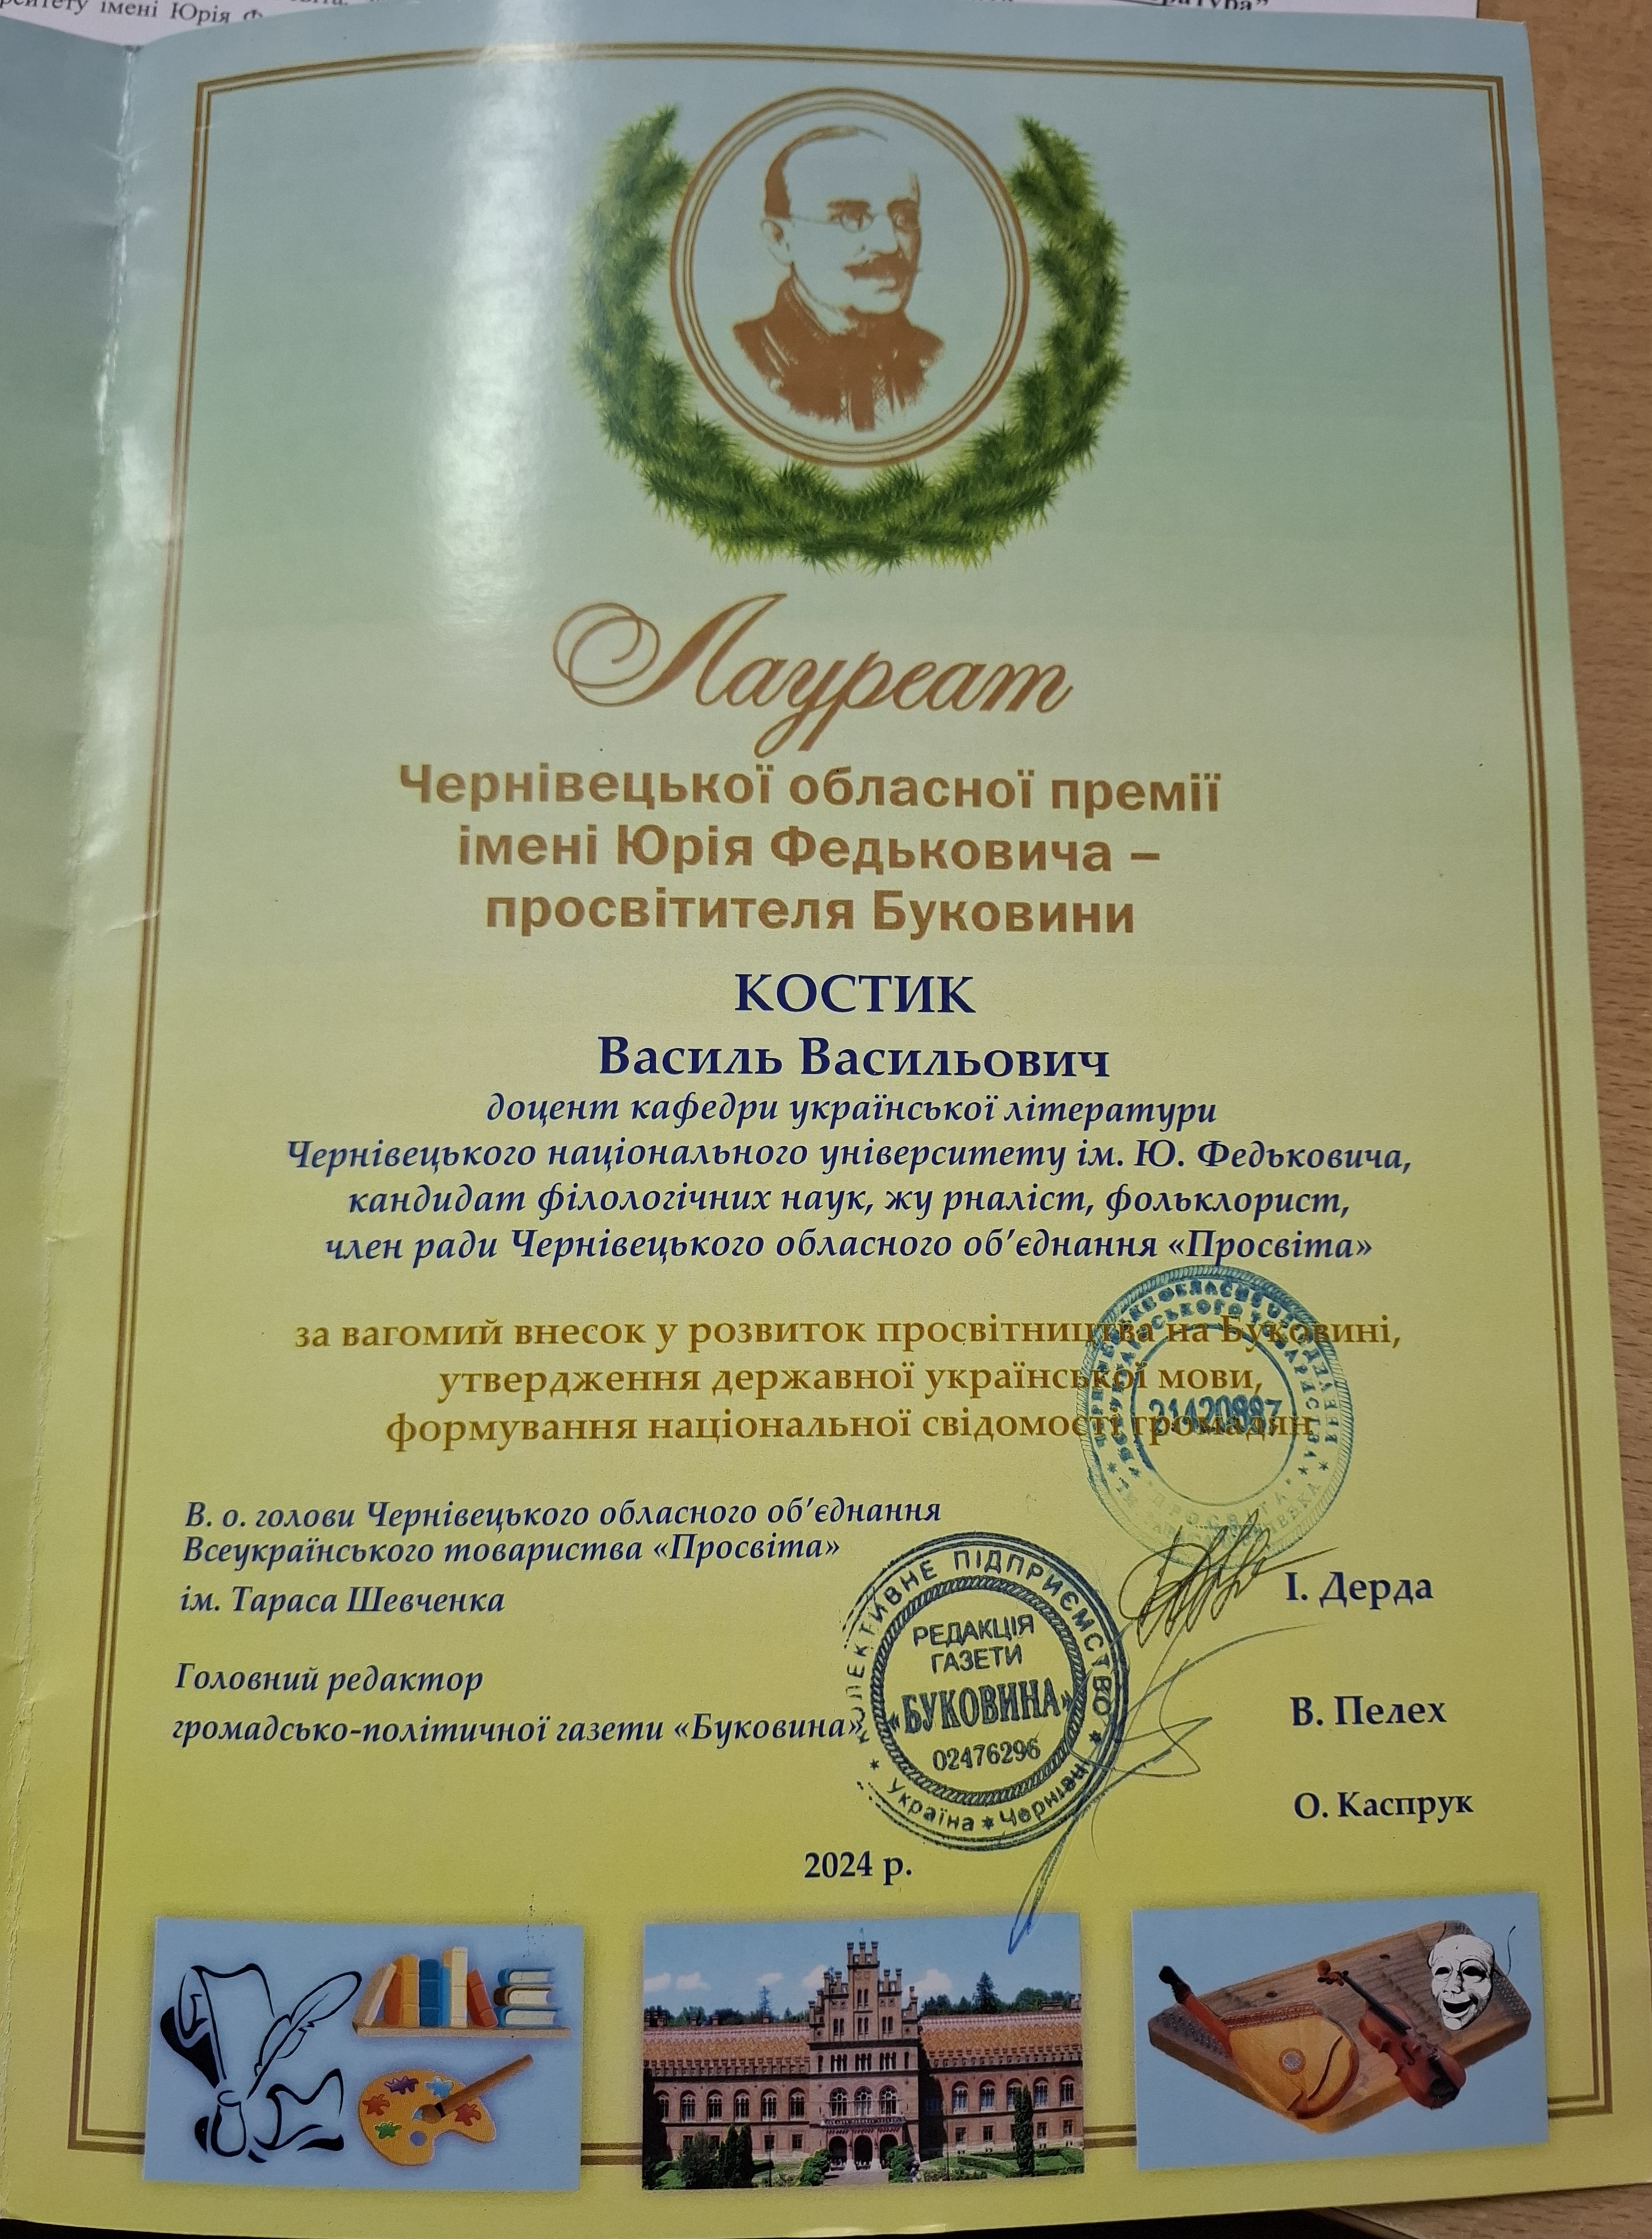 імені Юрія Ф
Лауреат
Чернівецької обласної премії
імені Юрія Федьковича –
просвітителя Буковини
КОСТИК
Василь Васильович
доцент кафедри української літератури
Чернівецького національного університету ім. Ю. Федьковича,
кандидат філологічних наук, жу рналіст, фольклорист,
член ради Чернівецького обласного об’єднання «Просвіта»
за вагомий внесок у розвиток просвітництва на Буковині,
утвердження державної української мови,
формування національної свідомості громадян
21420887
В. о. голови Чернівецького обласного об’єднання
Всеукраїнського товариства «Просвіта»
ім. Тараса Шевченка
І. Дерда
КОЛЕКТИВНЕ ПІДПРИЄМСТВО
РЕДАКЦІЯ
ГАЗЕТИ
«БУКОВИНА»
02476296
Україна * Чернівці
Головний редактор
громадсько-політичної газети «Буковина»
В. Пелех
О. Каспрук
2024 р.